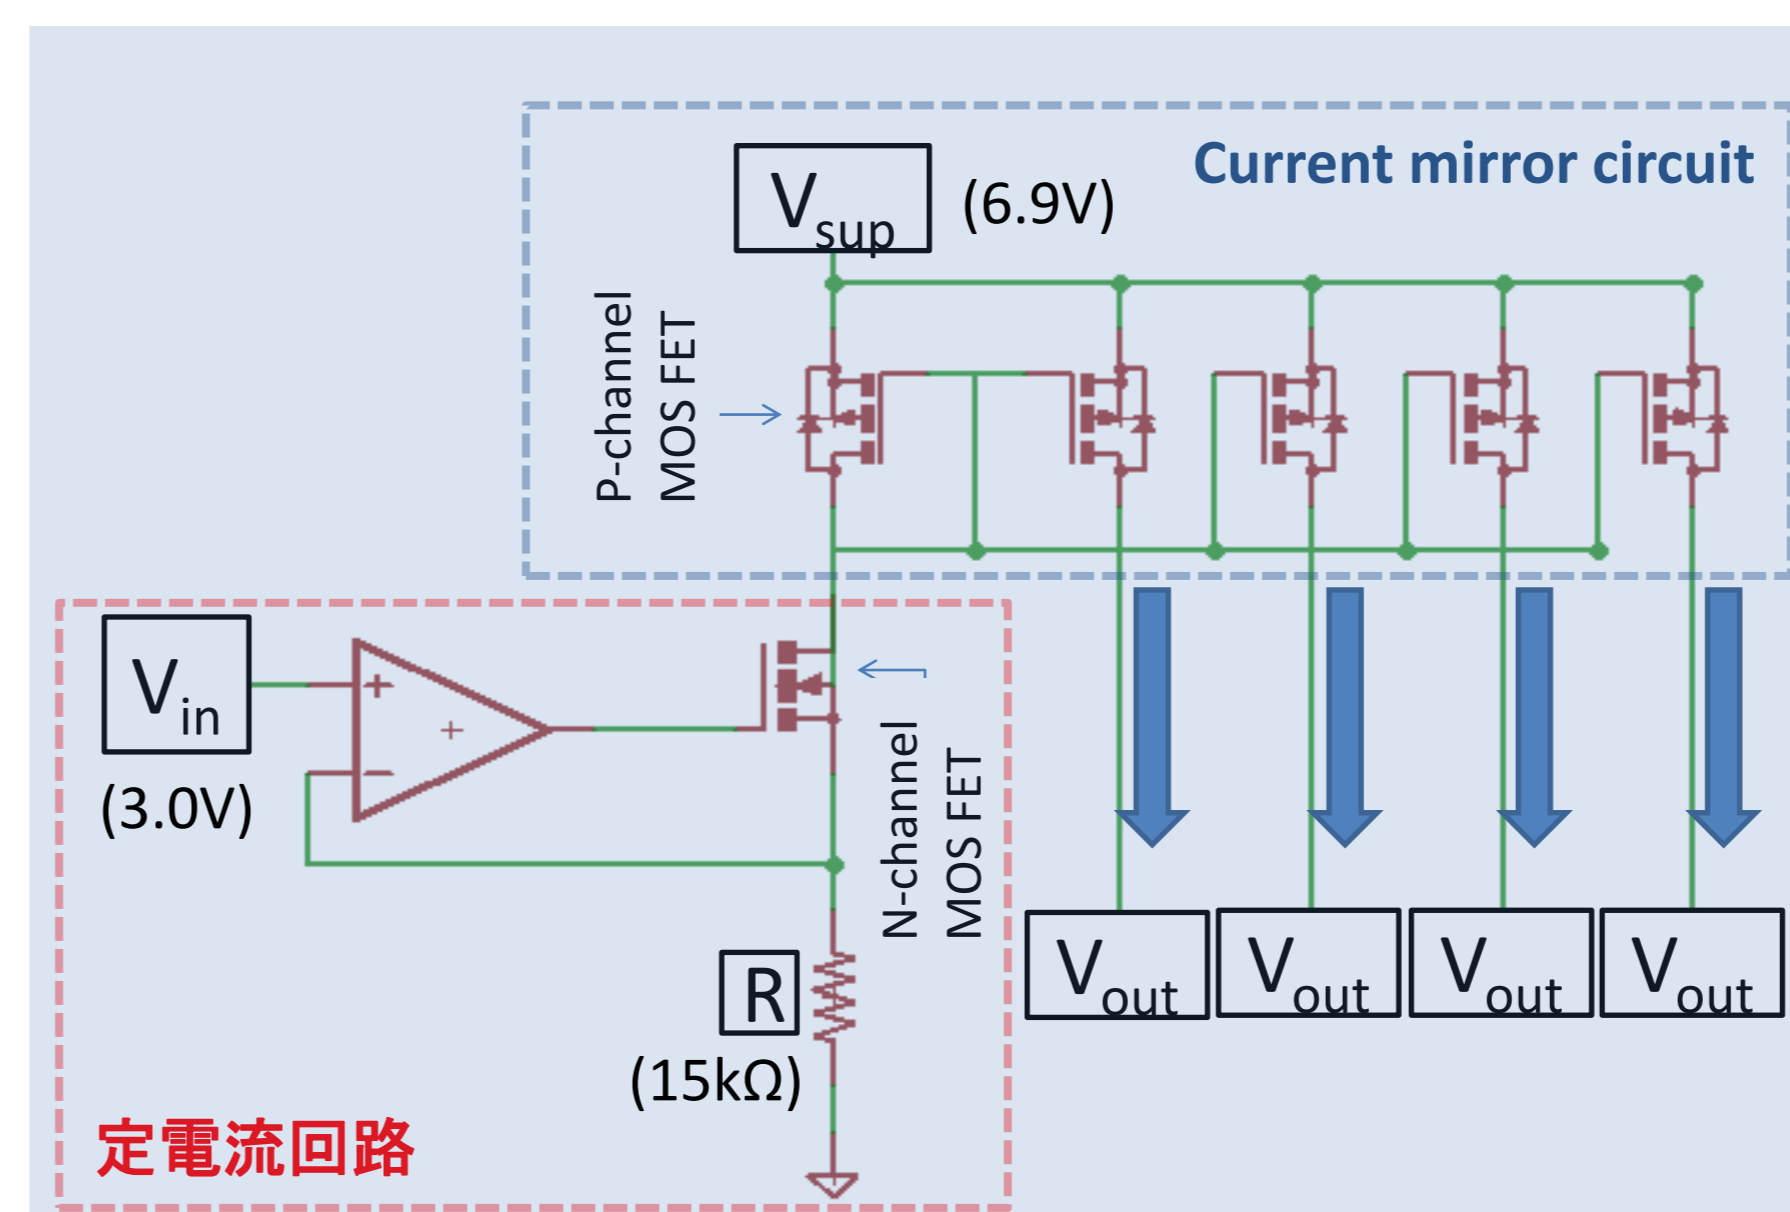 Current mirror circuit
Vsup (6.9V)
P-channel
MOS FET
Vin
(3.0V)
+
+
−
N-channel
MOS FET
R
(15kΩ)
Vout Vout Vout Vout
定電流回路